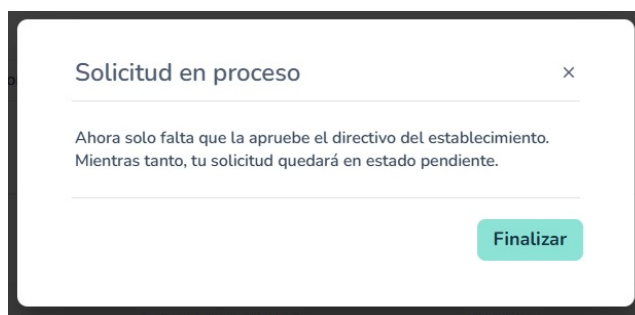 Solicitud en proceso
Ahora solo falta que la apruebe el directivo del establecimiento.
Mientras tanto, tu solicitud quedará en estado pendiente.
Finalizar